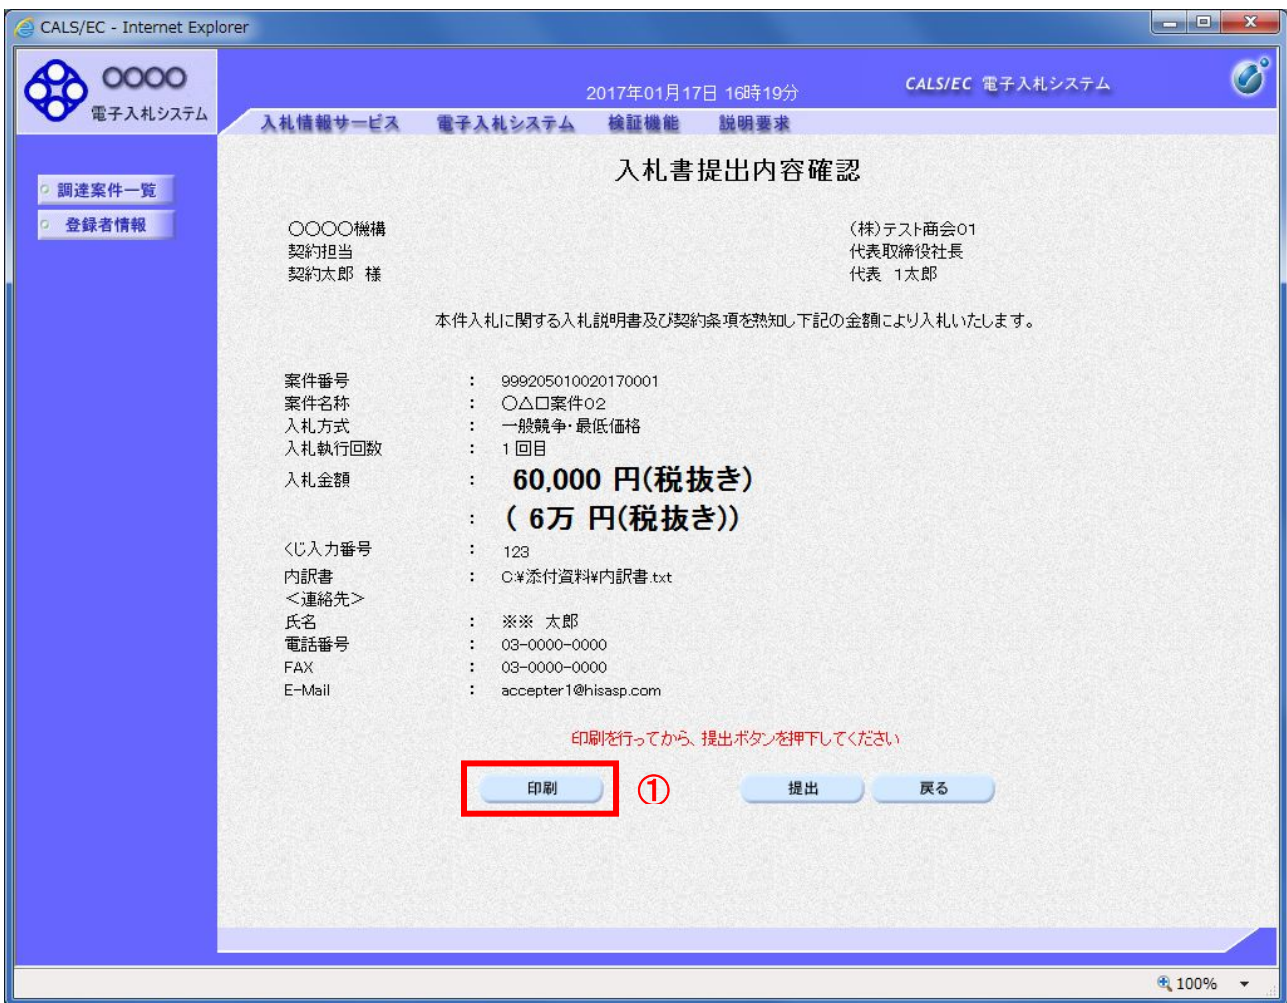 CALS/EC - Internet Explorer
〇〇〇〇
電子入札システム
2017年01月17日 16時19分
CALS/EC 電子入札システム
入札情報サービス 電子入札システム 検証機能 説明要求
調達案件一覧
登録者情報
入札書提出内容確認
〇〇〇〇機構
契約担当
契約太郎 様
(株)テスト商会01
代表取締役社長
代表 1太郎
本件入札に関する入札説明書及び契約条項を熟知し下記の金額により入札いたします。
案件番号 : 999205010020170001
案件名称 : 〇△口案件02
入札方式 : 一般競争・最低価格
入札執行回数 : 1回目
入札金額 : 60,000 円(税抜き)
: ( 6万 円(税抜き))
くじ入力番号 : 123
内訳書 : C:¥添付資料¥内訳書.txt
<連絡先>
氏名 : ※※ 太郎
電話番号 : 03-0000-0000
FAX : 03-0000-0000
E-Mail : accepter1@hisasp.com
印刷を行ってから、提出ボタンを押下してください
印刷 ① 提出 戻る
100%